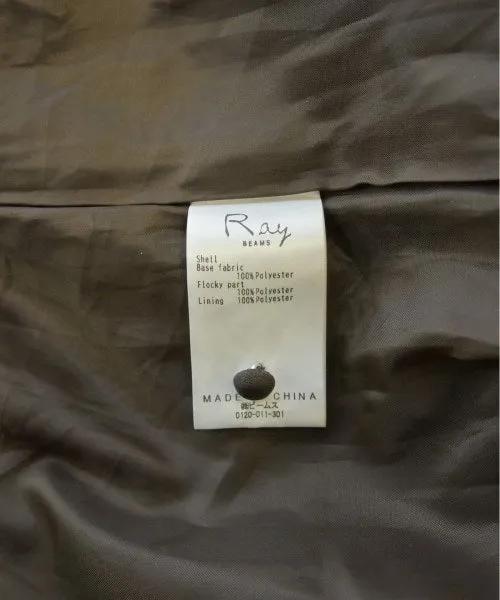 Ray
BEAMS
Shell
Base fabric
100%Polyester
Flocky part
100%Polyester
Lining 100%Polyester
MADE CHINA
㈱ビームス
0120-011-301